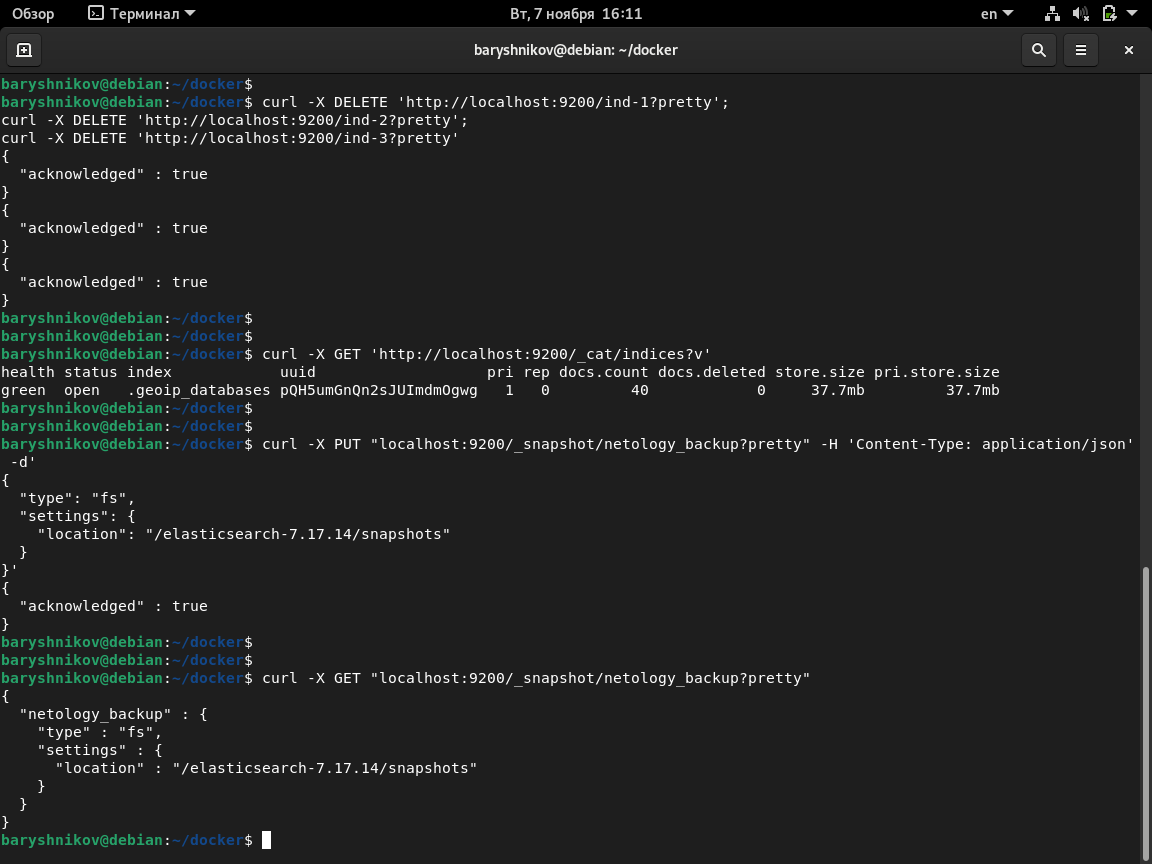 Обзор Терминал Вт, 7 ноября 16:11 en
baryshnikov@debian: ~/docker
baryshnikov@debian:~/docker$
baryshnikov@debian:~/docker$ curl -X DELETE 'http://localhost:9200/ind-1?pretty';
curl -X DELETE 'http://localhost:9200/ind-2?pretty';
curl -X DELETE 'http://localhost:9200/ind-3?pretty'
{
  "acknowledged" : true
}
{
  "acknowledged" : true
}
{
  "acknowledged" : true
}
baryshnikov@debian:~/docker$
baryshnikov@debian:~/docker$
baryshnikov@debian:~/docker$ curl -X GET 'http://localhost:9200/_cat/indices?v'
health status index            uuid                   pri rep docs.count docs.deleted store.size pri.store.size
green  open   .geoip_databases pQH5umGnQn2sJUImdmOgwg   1   0         40            0     37.7mb         37.7mb
baryshnikov@debian:~/docker$
baryshnikov@debian:~/docker$
baryshnikov@debian:~/docker$ curl -X PUT "localhost:9200/_snapshot/netology_backup?pretty" -H 'Content-Type: application/json'
 -d'
{
  "type": "fs",
  "settings": {
    "location": "/elasticsearch-7.17.14/snapshots"
  }
}'
{
  "acknowledged" : true
}
baryshnikov@debian:~/docker$
baryshnikov@debian:~/docker$
baryshnikov@debian:~/docker$ curl -X GET "localhost:9200/_snapshot/netology_backup?pretty"
{
  "netology_backup" : {
    "type" : "fs",
    "settings" : {
      "location" : "/elasticsearch-7.17.14/snapshots"
    }
  }
}
baryshnikov@debian:~/docker$